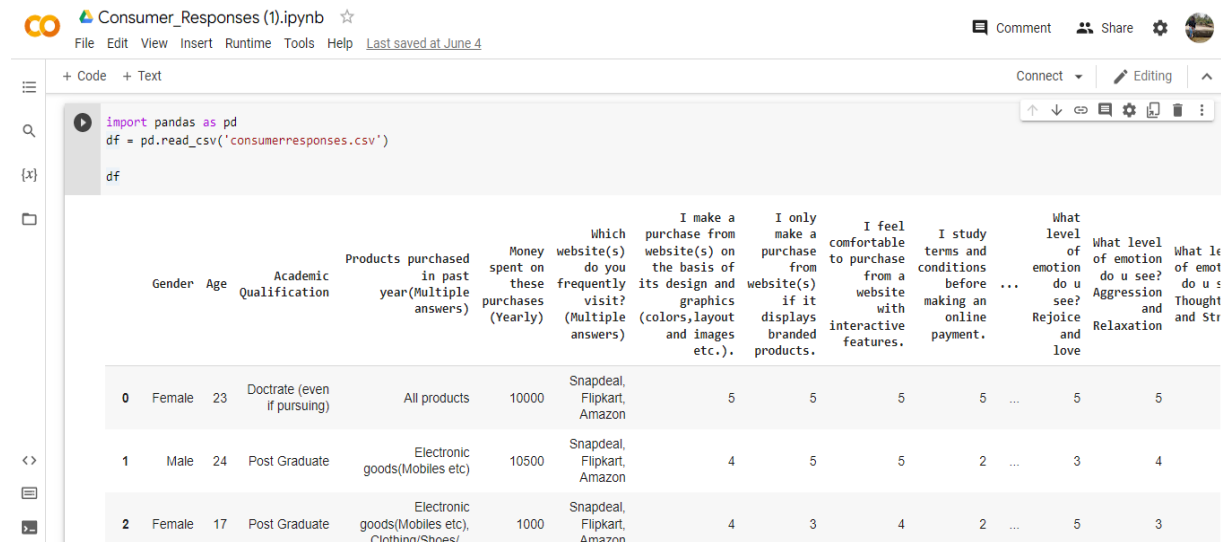 Consumer_Responses (1).ipynb
File Edit View Insert Runtime Tools Help Last saved at June 4
Comment Share
+ Code + Text
Connect Editing
import pandas as pd
df = pd.read_csv('consumerresponses.csv')
df
Gender
Age
Academic
Qualification
Products purchased
in past
year(Multiple
answers)
Money
spent on
these
purchases
(Yearly)
Which
website(s)
do you
frequently
visit?
(Multiple
answers)
I make a
purchase from
website(s) on
the basis of
its design and
graphics
(colors,layout
and images
etc.).
I only
make a
purchase
from
website(s)
if it
displays
branded
products.
I feel
comfortable
to purchase
from a
website
with
interactive
features.
I study
terms and
conditions
before
making an
online
payment.
...
What
level
of
emotion
do u
see?
Rejoice
and
love
What level
of emotion
do u see?
Aggression
and
Relaxation
What le
of emot
do u s
Thought
and Str
0 Female 23
Doctrate (even
if pursuing)
All products
10000
Snapdeal,
Flipkart,
Amazon
5 5 5 5 ... 5 5
1 Male 24 Post Graduate
Electronic
goods(Mobiles etc)
10500
Snapdeal,
Flipkart,
Amazon
4 5 5 2 ... 3 4
2 Female 17 Post Graduate
Electronic
goods(Mobiles etc),
Clothing/Shoes/
1000
Snapdeal,
Flipkart,
Amazon
4 3 4 2 ... 5 3